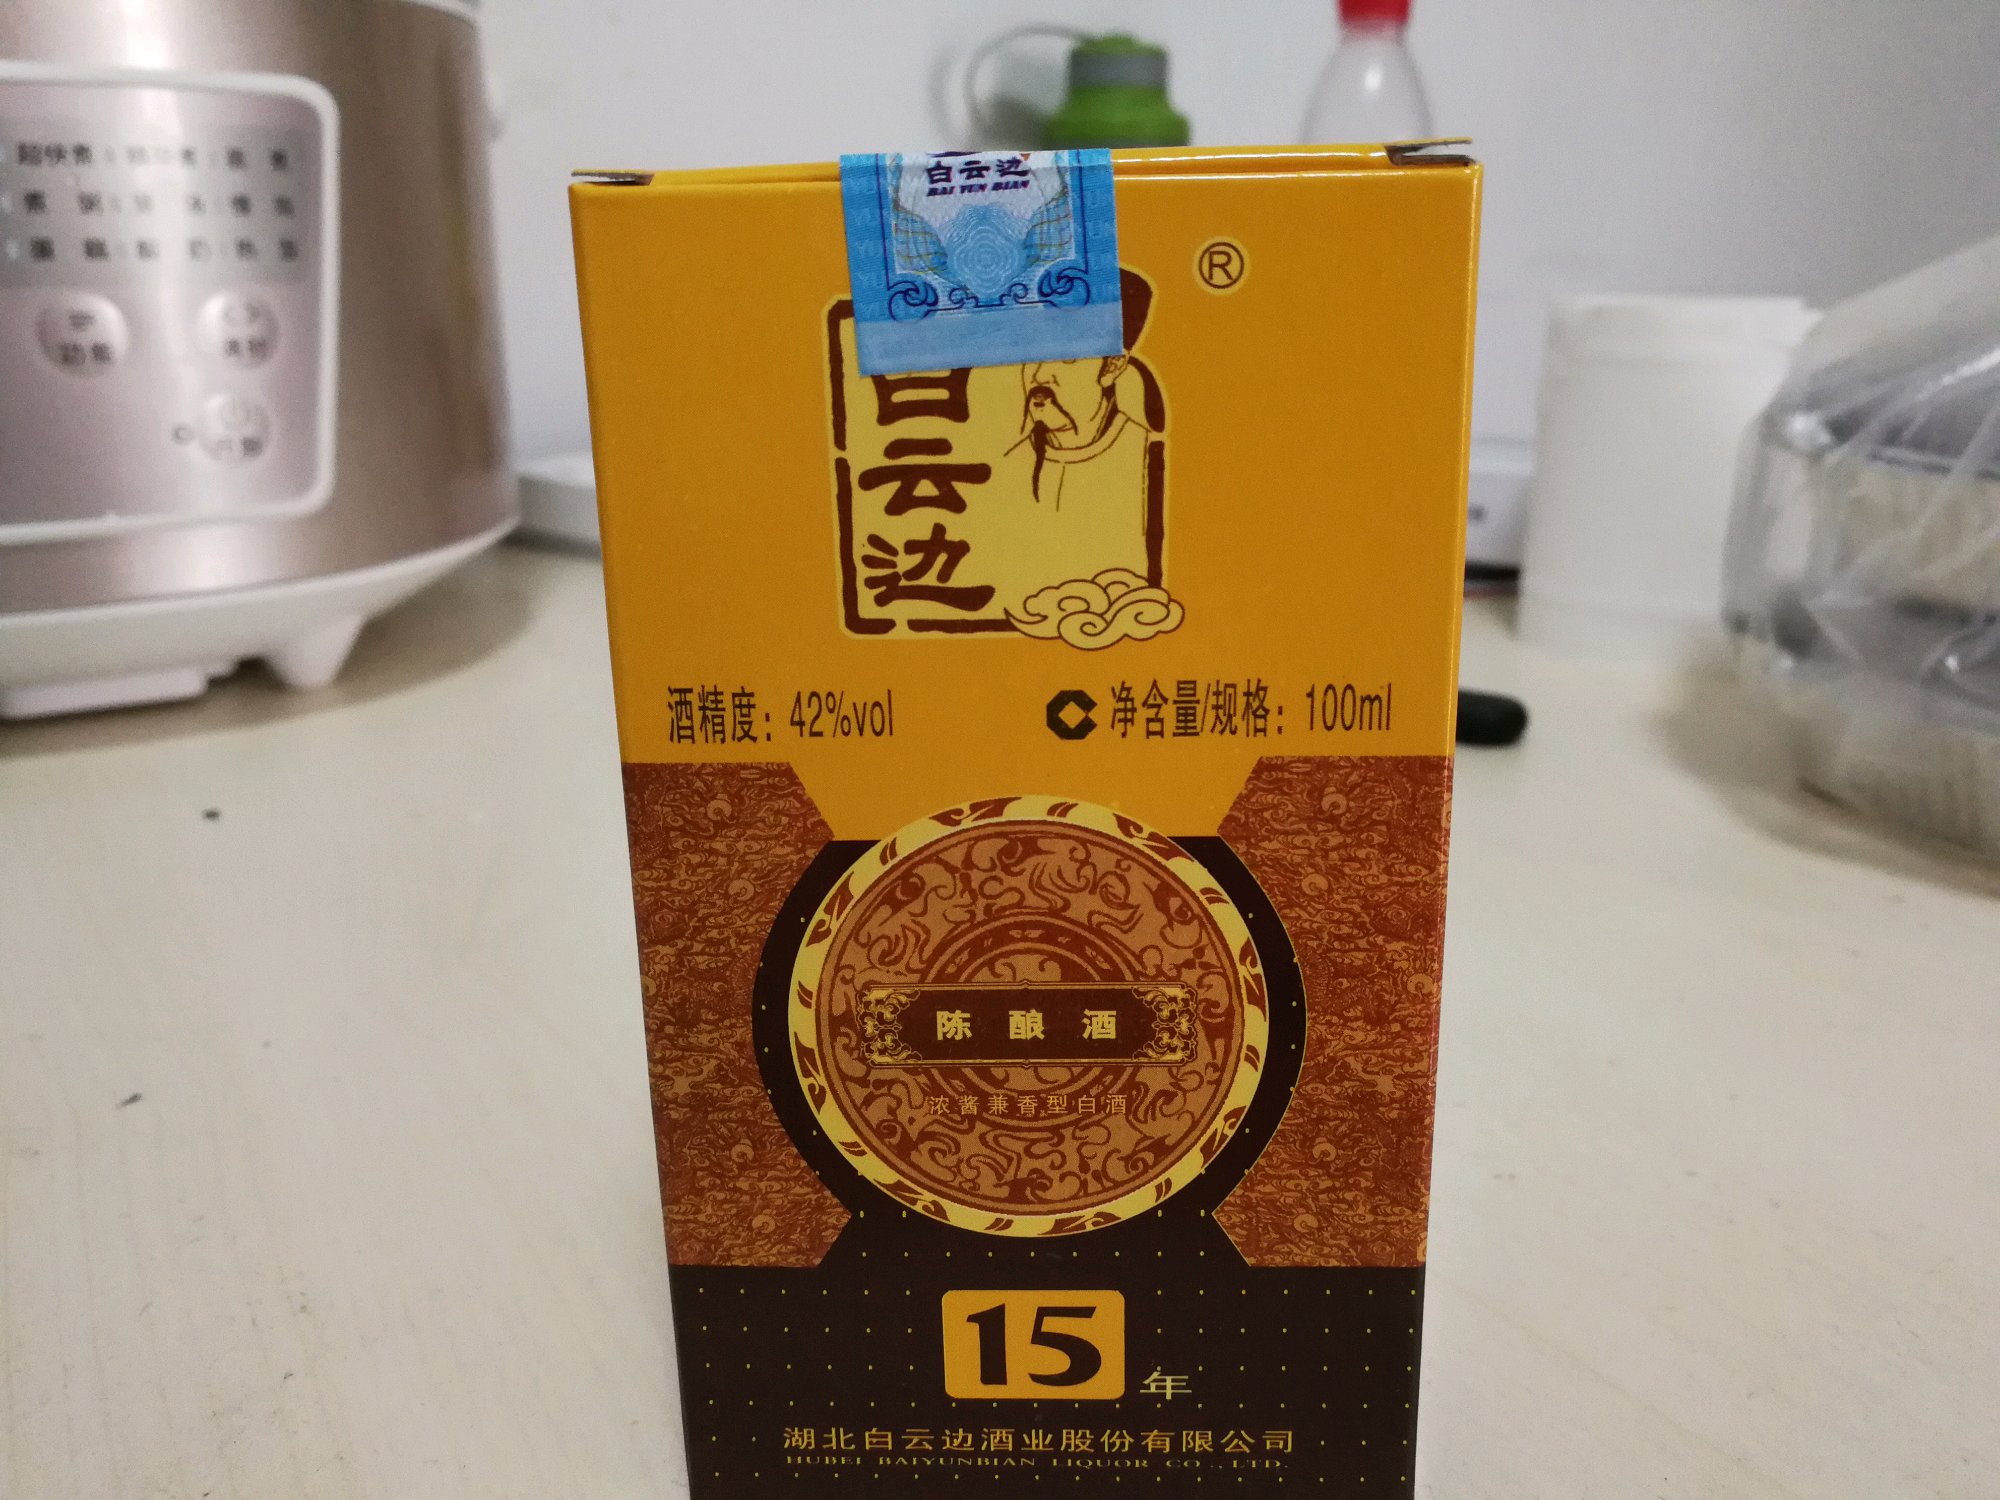 白云边
BAI YUN BIAN
®
白云边
酒精度：42%vol
净含量/规格：100ml
陈酿酒
浓酱兼香型白酒
15年
湖北白云边酒业股份有限公司
HUBEI BAIYUNBIAN LIQUOR CO.,LTD.